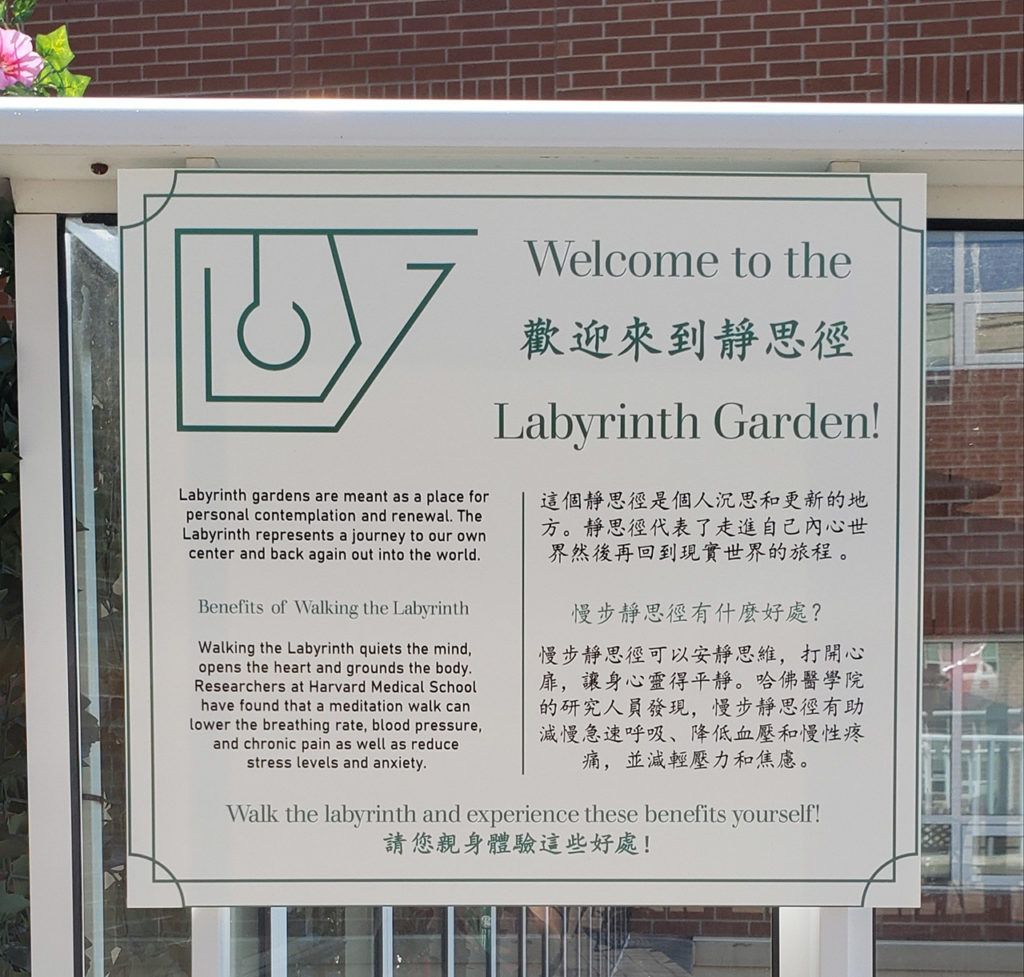 Welcome to the
歡迎來到靜思徑
Labyrinth Garden!
Labyrinth gardens are meant as a place for
personal contemplation and renewal. The
Labyrinth represents a journey to our own
center and back again out into the world.
Benefits of Walking the Labyrinth
Walking the Labyrinth quiets the mind,
opens the heart and grounds the body.
Researchers at Harvard Medical School
have found that a meditation walk can
lower the breathing rate, blood pressure,
and chronic pain as well as reduce
stress levels and anxiety.
這個靜思徑是個人沉思和更新的地
方。靜思徑代表了走進自己內心世
界然後再回到現實世界的旅程。
慢步靜思徑有什麼好處？
慢步靜思徑可以安靜思維，打開心
扉，讓身心靈得平靜。哈佛醫學院
的研究人員發現，慢步靜思徑有助
減慢急速呼吸、降低血壓和慢性疼
痛，並減輕壓力和焦慮。
Walk the labyrinth and experience these benefits yourself!
請您親身體驗這些好處！